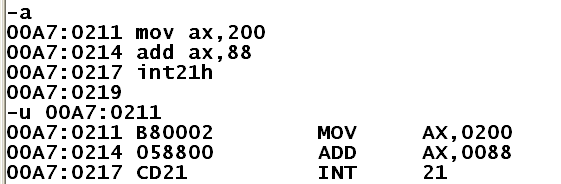 -a
00A7:0211 mov ax,200
00A7:0214 add ax,88
00A7:0217 int21h
00A7:0219
-u 00A7:0211
00A7:0211 B80002 MOV AX,0200
00A7:0214 058800 ADD AX,0088
00A7:0217 CD21 INT 21